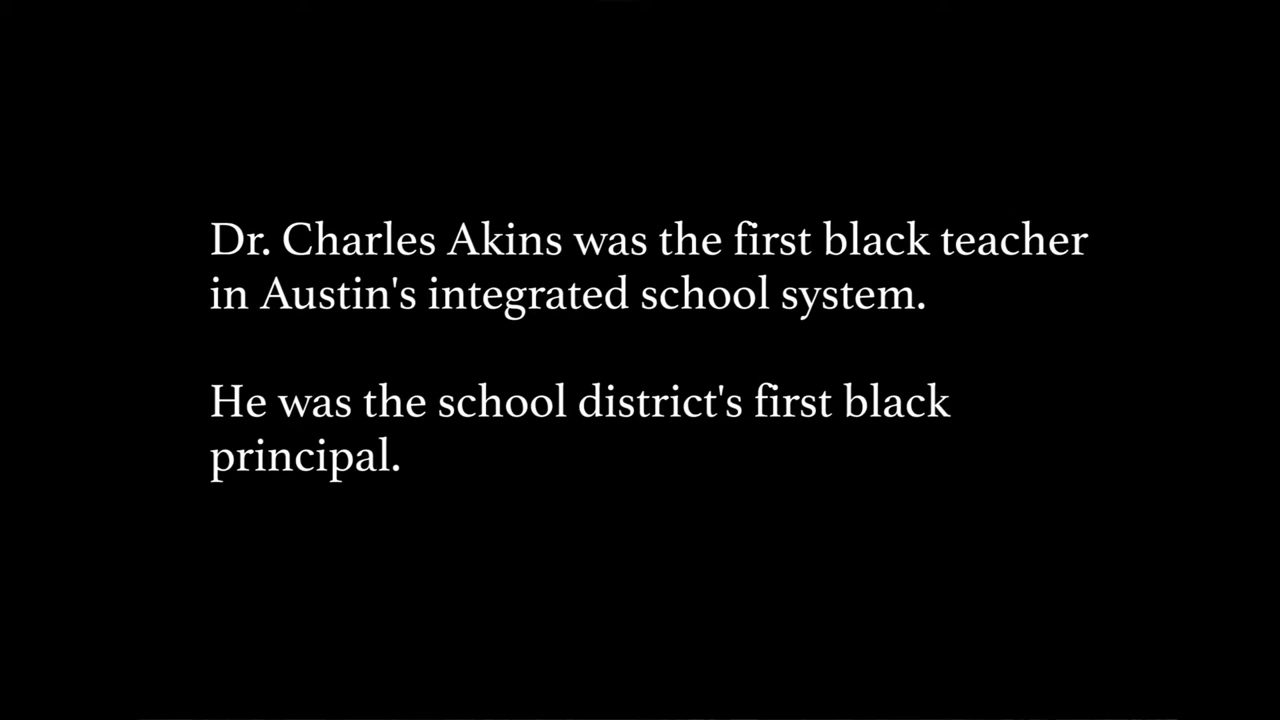 Dr. Charles Akins was the first black teacher
in Austin's integrated school system.
He was the school district's first black
principal.